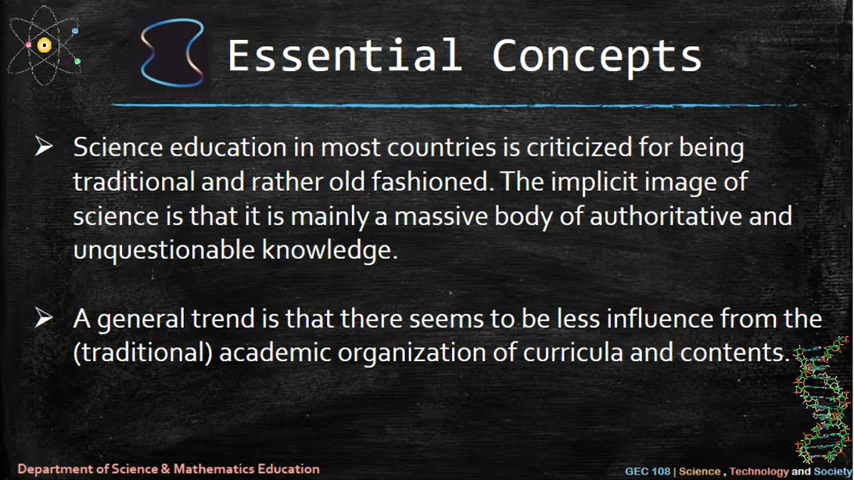 Essential Concepts
➢ Science education in most countries is criticized for being
traditional and rather old fashioned. The implicit image of
science is that it is mainly a massive body of authoritative and
unquestionable knowledge.
➢ A general trend is that there seems to be less influence from the
(traditional) academic organization of curricula and contents.
Department of Science & Mathematics Education
GEC 108 | Science , Technology and Society